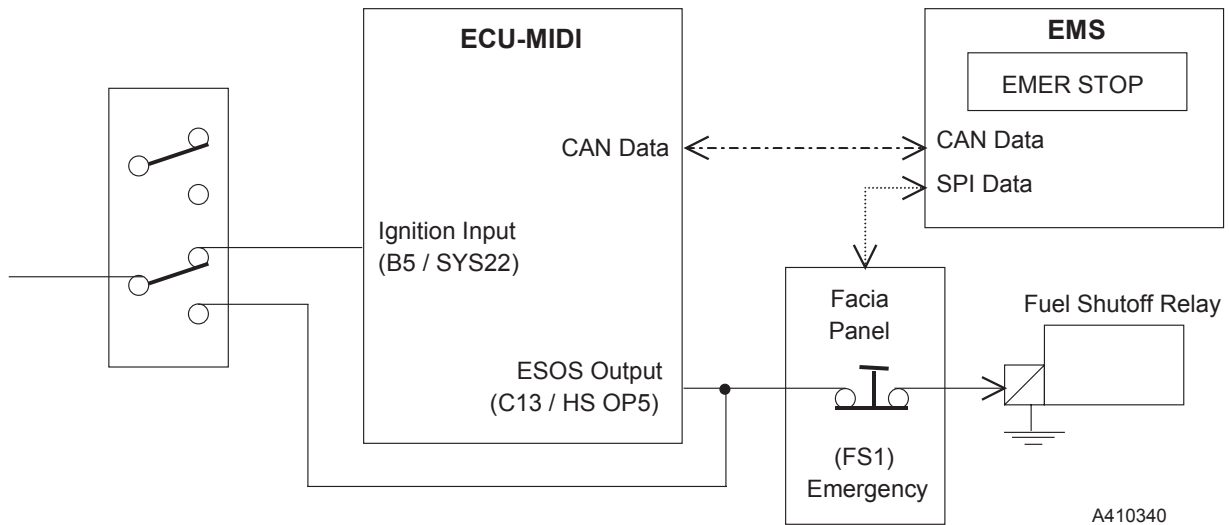 ECU-MIDI
EMS
EMER STOP
CAN Data
CAN Data
SPI Data
Ignition Input
(B5 / SYS22)
Facia
Panel
Fuel Shutoff Relay
ESOS Output
(C13 / HS OP5)
(FS1)
Emergency
A410340